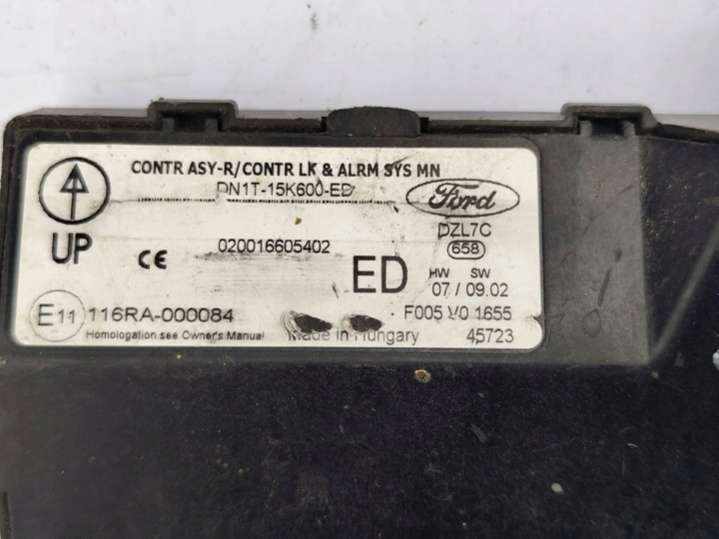 CONTR ASY-R/CONTR LK & ALRM SYS MN
DN1T-15K600-ED
Ford
DZL7C
658
UP
CE
020016605402
ED
HW SW
07 / 09.02
E11 116RA-000084
F005 V0 1655
Homologation see Owner's Manual
Made in Hungary
45723